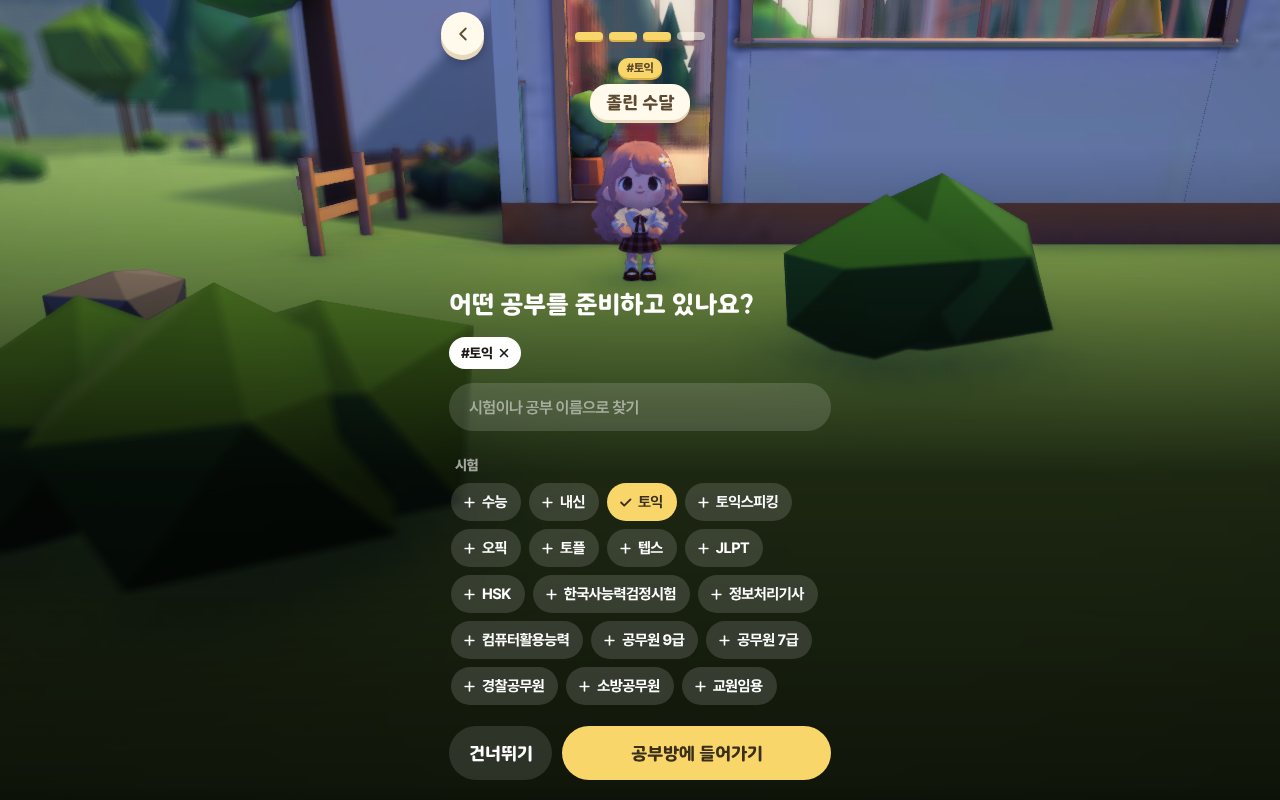 #토익
졸린 수달
어떤 공부를 준비하고 있나요?
#토익 ×
시험이나 공부 이름으로 찾기
시험
+ 수능 + 내신 ✓ 토익 + 토익스피킹
+ 오픽 + 토플 + 텝스 + JLPT
+ HSK + 한국사능력검정시험 + 정보처리기사
+ 컴퓨터활용능력 + 공무원 9급 + 공무원 7급
+ 경찰공무원 + 소방공무원 + 교원임용
건너뛰기 공부방에 들어가기